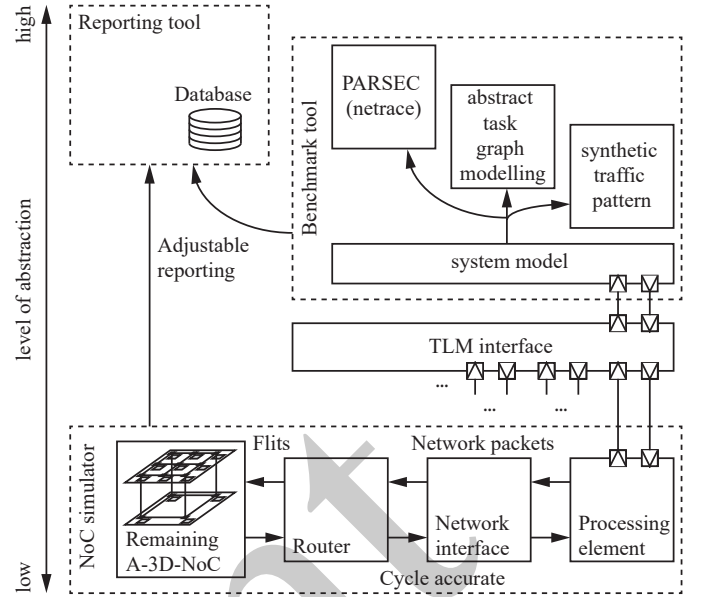 high
level of abstraction
low
Reporting tool
Database
Benchmark tool
PARSEC
(netrace)
abstract
task
graph
modelling
synthetic
traffic
pattern
system model
Adjustable
reporting
TLM interface
...
...
...
NoC simulator
Flits
Network packets
Remaining
A-3D-NoC
Router
Network
interface
Processing
element
Cycle accurate